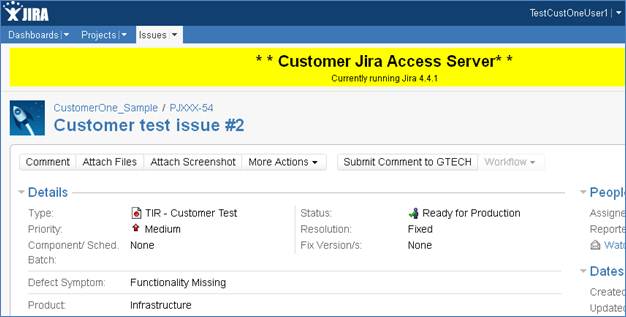 JIRA
TestCustOneUser1
Dashboards Projects Issues
* * Customer Jira Access Server* *
Currently running Jira 4.4.1
CustomerOne_Sample / PJXXX-54
Customer test issue #2
Comment Attach Files Attach Screenshot More Actions Submit Comment to GTECH Workflow
Details
Type: TIR - Customer Test
Priority: Medium
Component/ Sched. Batch: None
Status: Ready for Production
Resolution: Fixed
Fix Version/s: None
Defect Symptom: Functionality Missing
Product: Infrastructure
Peopl
Assigne
Reporte
Watc
Dates
Created
Updated